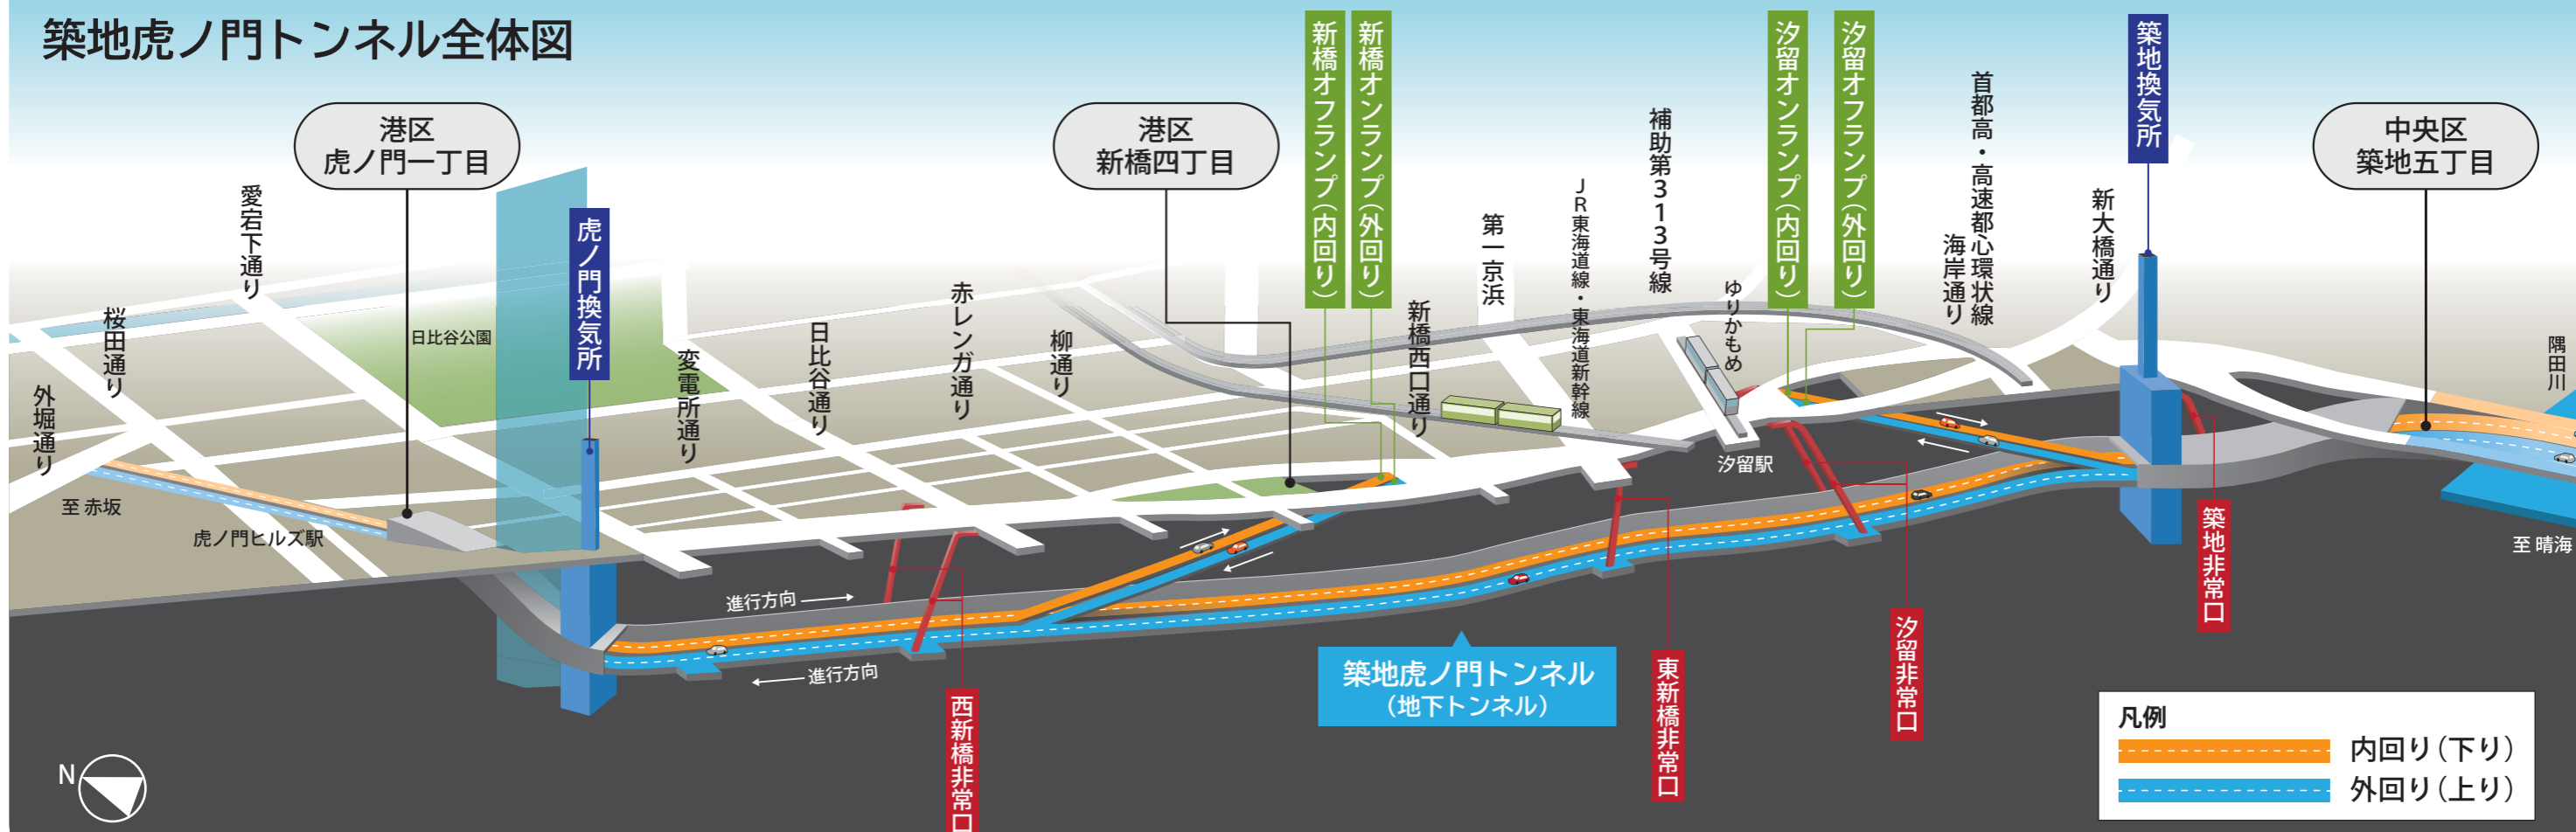 築地虎ノ門トンネル全体図
港区
虎ノ門一丁目
港区
新橋四丁目
中央区
築地五丁目
新橋オフランプ(内回り)
新橋オンランプ(外回り)
汐留オンランプ(内回り)
汐留オフランプ(外回り)
築地換気所
虎ノ門換気所
外堀通り
桜田通り
愛宕下通り
日比谷公園
変電所通り
日比谷通り
赤レンガ通り
柳通り
新橋西口通り
第一京浜
JR東海道線・東海道新幹線
補助第313号線
ゆりかもめ
首都高・高速都心環状線
海岸通り
新大橋通り
隅田川
至 赤坂
虎ノ門ヒルズ駅
汐留駅
至 晴海
進行方向
進行方向
西新橋非常口
東新橋非常口
汐留非常口
築地非常口
築地虎ノ門トンネル
(地下トンネル)
N
凡例
内回り(下り)
外回り(上り)